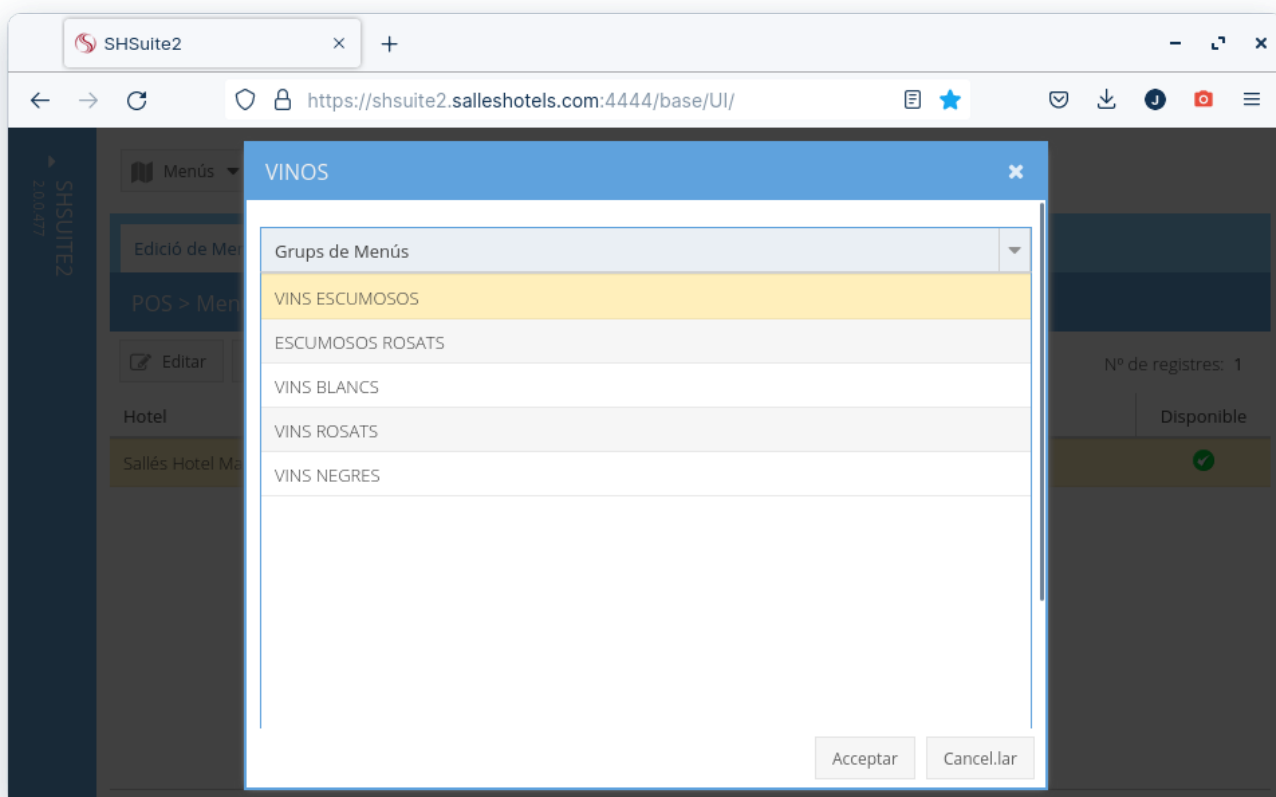 SHSuite2
https://shsuite2.salleshotels.com:4444/base/UI/
J
SHSUITE2
2.0.0.477
Menús
VINOS
Edició de Men
Grups de Menús
POS > Men
VINS ESCUMOSOS
ESCUMOSOS ROSATS
Editar
Nº de registres: 1
VINS BLANCS
Hotel
Disponible
VINS ROSATS
Sallés Hotel Ma
VINS NEGRES
Acceptar
Cancel.lar